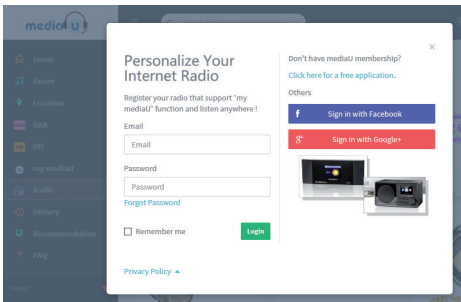 mediaU
×
Personalize Your
Internet Radio
Register your radio that support "my
mediaU" function and listen anywhere !
Email
Email
Password
Password
Forgot Password
Remember me
Login
Privacy Policy
Don't have mediaU membership?
Click here for a free application.
Others
f Sign in with Facebook
g+ Sign in with Google+
Home
Genre
Location
DAB
HD
my mediaU
Radio
History
Recommendation
FAQ